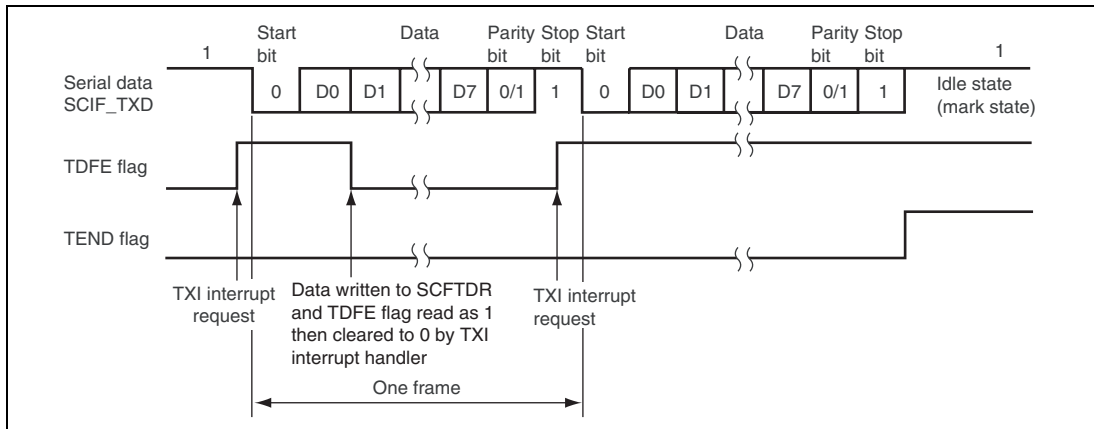 Start bit Data Parity bit Stop bit Start bit Data Parity bit Stop bit
1 1
Serial data
SCIF_TXD
0 D0 D1 D7 0/1 1 0 D0 D1 D7 0/1 1
Idle state
(mark state)
TDFE flag
TEND flag
TXI interrupt
request
Data written to SCFTDR
and TDFE flag read as 1
then cleared to 0 by TXI
interrupt handler
TXI interrupt
request
One frame